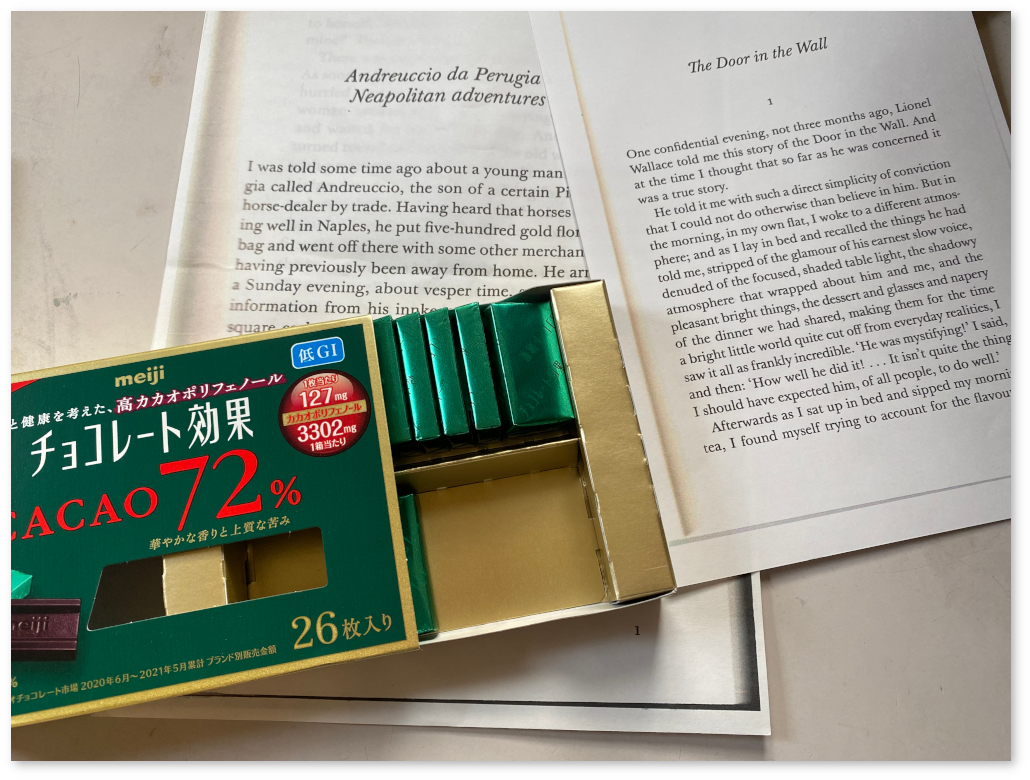 Andreuccio da Perugia
Neapolitan adventures
I was told some time ago about a young man
gia called Andreuccio, the son of a certain Pi
horse-dealer by trade. Having heard that horses
ing well in Naples, he put five-hundred gold flor
bag and went off there with some other merchan
having previously been away from home. He arr
a Sunday evening, about vesper time,
information from his innke
square
The Door in the Wall
1
One confidential evening, not three months ago, Lionel
Wallace told me this story of the Door in the Wall. And
at the time I thought that so far as he was concerned it
was a true story.
He told it me with such a direct simplicity of conviction
that I could not do otherwise than believe in him. But in
the morning, in my own flat, I woke to a different atmos-
phere; and as I lay in bed and recalled the things he had
told me, stripped of the glamour of his earnest slow voice,
denuded of the focused, shaded table light, the shadowy
atmosphere that wrapped about him and me, and the
pleasant bright things, the dessert and glasses and napery
of the dinner we had shared, making them for the time
a bright little world quite cut off from everyday realities, I
saw it all as frankly incredible. 'He was mystifying!' I said,
and then: 'How well he did it! . . . It isn't quite the thing
I should have expected him, of all people, to do well.'
Afterwards as I sat up in bed and sipped my morni
tea, I found myself trying to account for the flavou
meiji
低GI
と健康を考えた、高カカオポリフェノール
チョコレート効果
CACAO 72%
1枚当たり
127mg
カカオポリフェノール
3302mg
1箱当たり
華やかな香りと上質な苦み
26枚入り
オチョコレート市場 2020年6月～2021年5月累計 ブランド別販売金額
1